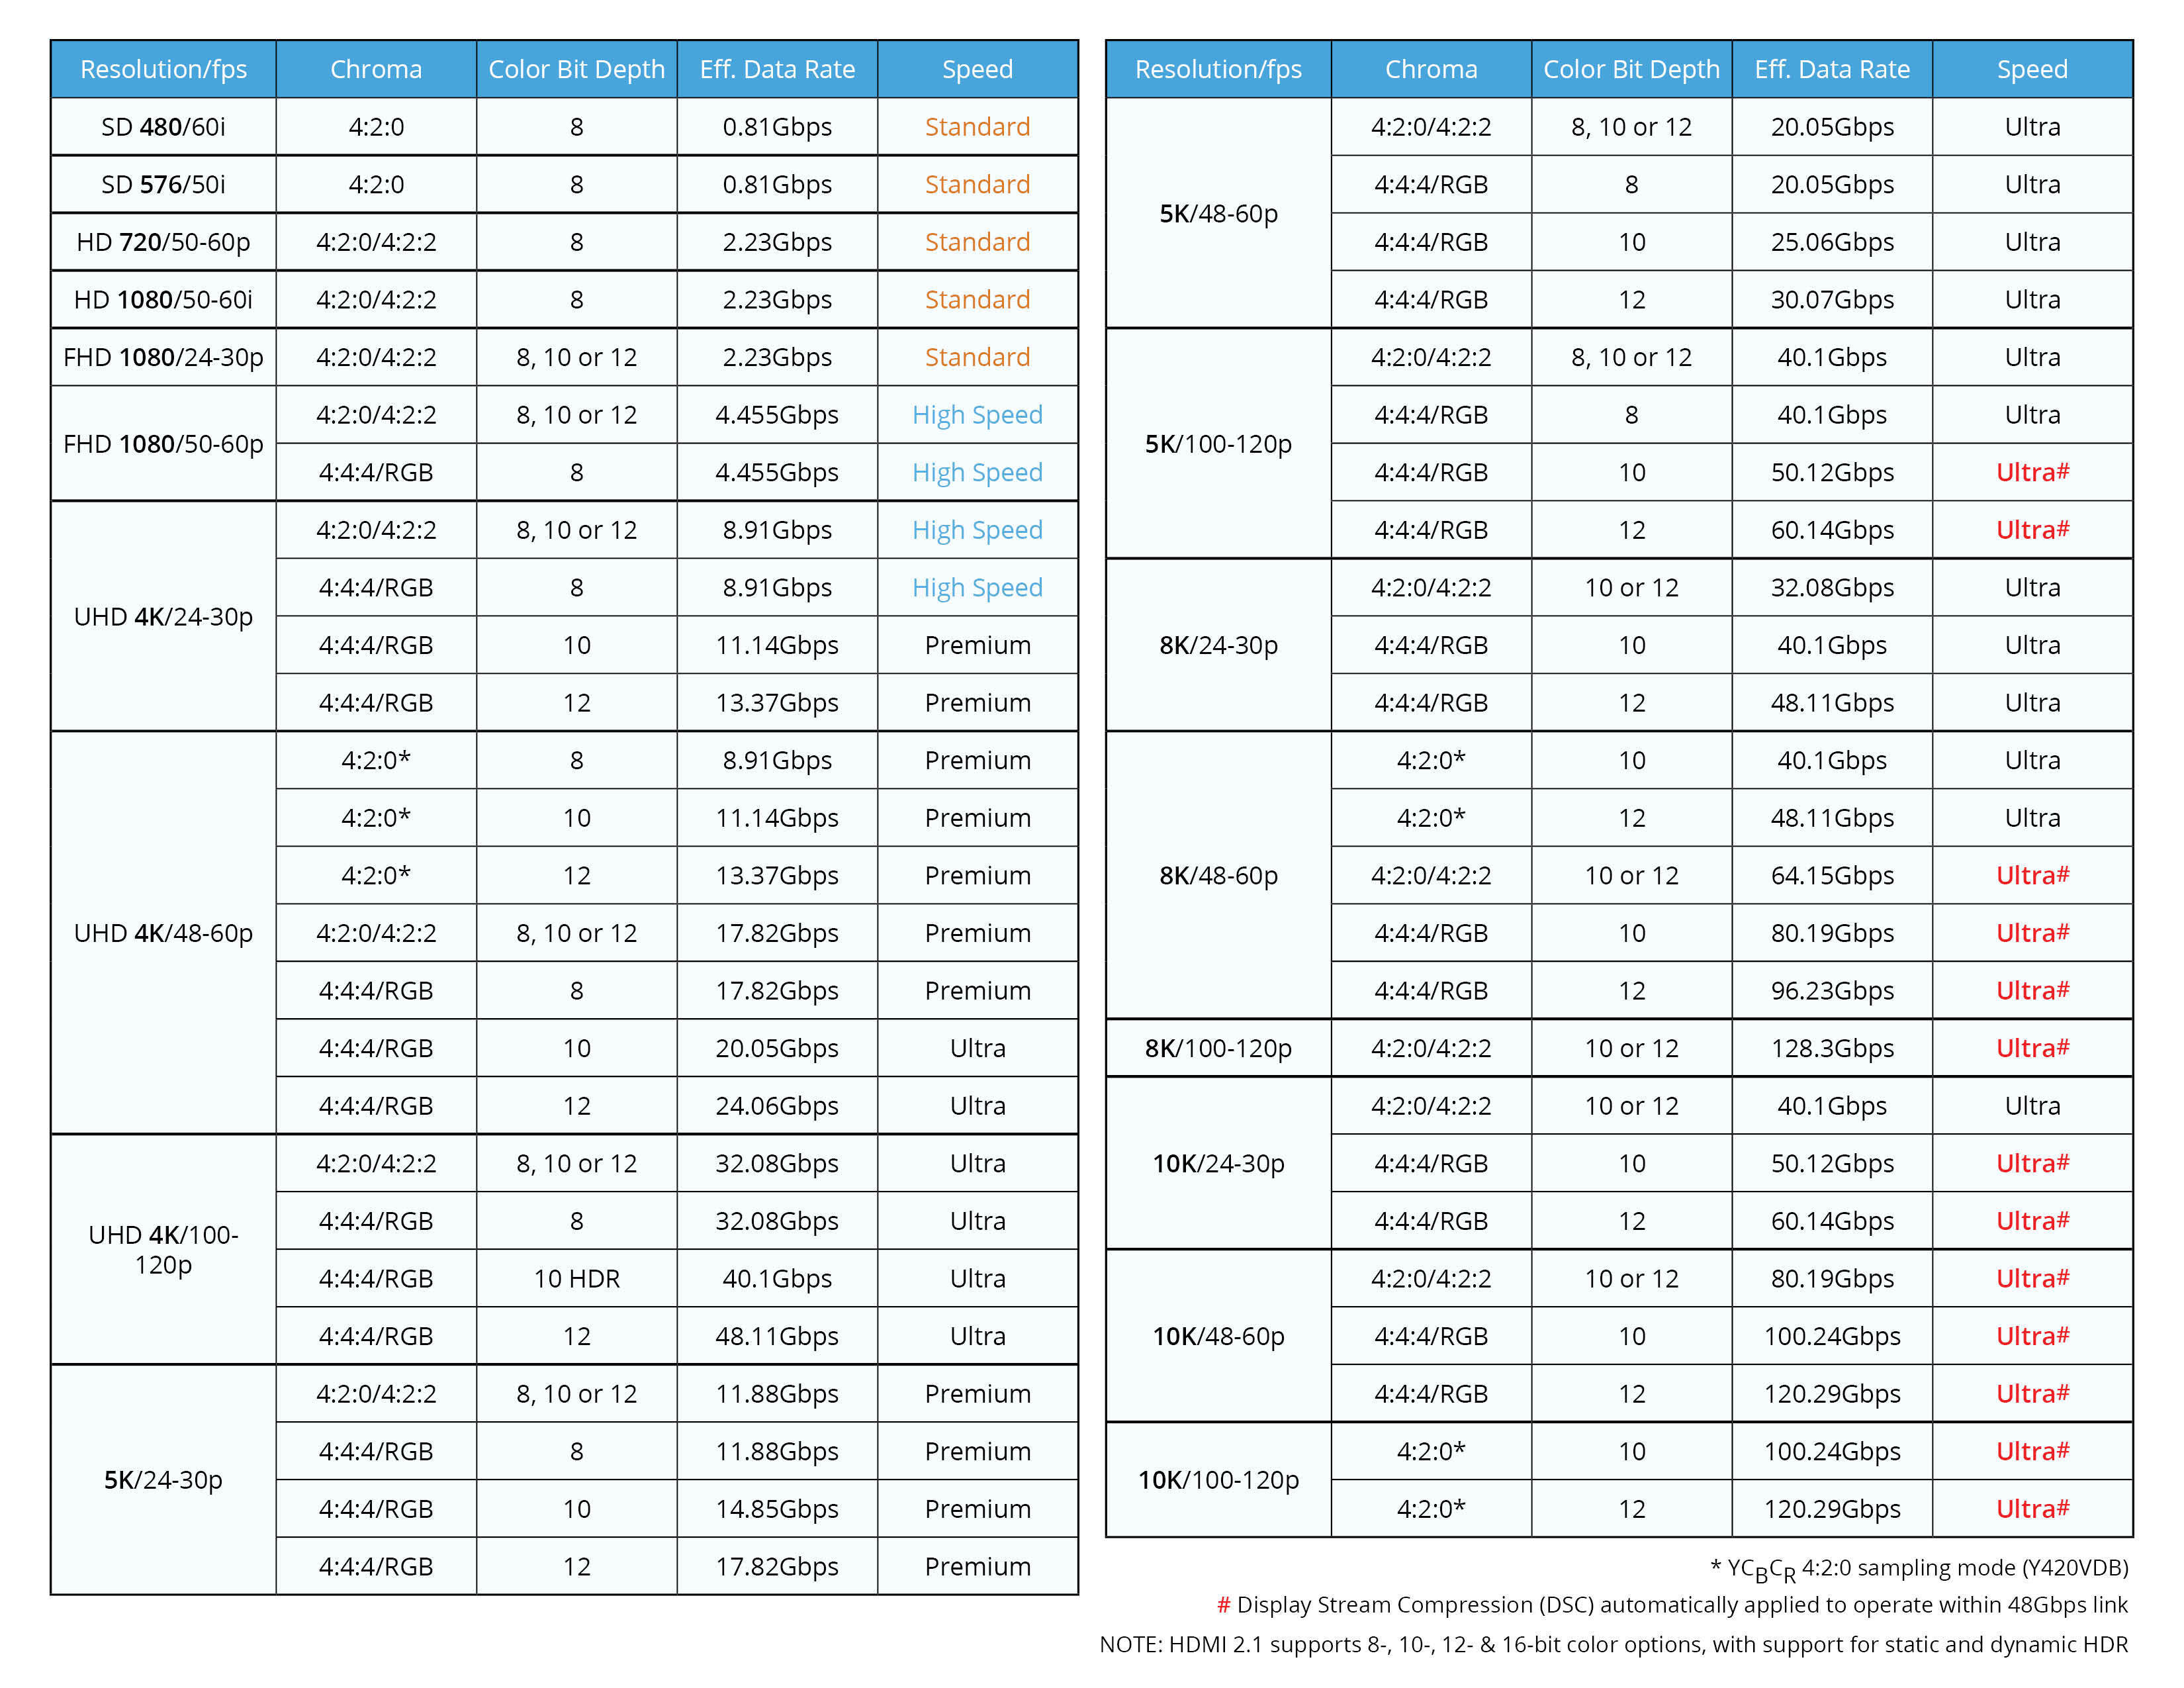 Resolution/fps Chroma Color Bit Depth Eff. Data Rate Speed
SD 480/60i 4:2:0 8 0.81Gbps Standard
SD 576/50i 4:2:0 8 0.81Gbps Standard
HD 720/50-60p 4:2:0/4:2:2 8 2.23Gbps Standard
HD 1080/50-60i 4:2:0/4:2:2 8 2.23Gbps Standard
FHD 1080/24-30p 4:2:0/4:2:2 8, 10 or 12 2.23Gbps Standard
FHD 1080/50-60p 4:2:0/4:2:2 8, 10 or 12 4.455Gbps High Speed
4:4:4/RGB 8 4.455Gbps High Speed
UHD 4K/24-30p 4:2:0/4:2:2 8, 10 or 12 8.91Gbps High Speed
4:4:4/RGB 8 8.91Gbps High Speed
4:4:4/RGB 10 11.14Gbps Premium
4:4:4/RGB 12 13.37Gbps Premium
UHD 4K/48-60p 4:2:0* 8 8.91Gbps Premium
4:2:0* 10 11.14Gbps Premium
4:2:0* 12 13.37Gbps Premium
4:2:0/4:2:2 8, 10 or 12 17.82Gbps Premium
4:4:4/RGB 8 17.82Gbps Premium
4:4:4/RGB 10 20.05Gbps Ultra
4:4:4/RGB 12 24.06Gbps Ultra
UHD 4K/100-
120p
4:2:0/4:2:2 8, 10 or 12 32.08Gbps Ultra
4:4:4/RGB 8 32.08Gbps Ultra
4:4:4/RGB 10 HDR 40.1Gbps Ultra
4:4:4/RGB 12 48.11Gbps Ultra
5K/24-30p 4:2:0/4:2:2 8, 10 or 12 11.88Gbps Premium
4:4:4/RGB 8 11.88Gbps Premium
4:4:4/RGB 10 14.85Gbps Premium
4:4:4/RGB 12 17.82Gbps Premium
Resolution/fps Chroma Color Bit Depth Eff. Data Rate Speed
5K/48-60p 4:2:0/4:2:2 8, 10 or 12 20.05Gbps Ultra
4:4:4/RGB 8 20.05Gbps Ultra
4:4:4/RGB 10 25.06Gbps Ultra
4:4:4/RGB 12 30.07Gbps Ultra
5K/100-120p 4:2:0/4:2:2 8, 10 or 12 40.1Gbps Ultra
4:4:4/RGB 8 40.1Gbps Ultra
4:4:4/RGB 10 50.12Gbps Ultra#
4:4:4/RGB 12 60.14Gbps Ultra#
8K/24-30p 4:2:0/4:2:2 10 or 12 32.08Gbps Ultra
4:4:4/RGB 10 40.1Gbps Ultra
4:4:4/RGB 12 48.11Gbps Ultra
8K/48-60p 4:2:0* 10 40.1Gbps Ultra
4:2:0* 12 48.11Gbps Ultra
4:2:0/4:2:2 10 or 12 64.15Gbps Ultra#
4:4:4/RGB 10 80.19Gbps Ultra#
4:4:4/RGB 12 96.23Gbps Ultra#
8K/100-120p 4:2:0/4:2:2 10 or 12 128.3Gbps Ultra#
10K/24-30p 4:2:0/4:2:2 10 or 12 40.1Gbps Ultra
4:4:4/RGB 10 50.12Gbps Ultra#
4:4:4/RGB 12 60.14Gbps Ultra#
10K/48-60p 4:2:0/4:2:2 10 or 12 80.19Gbps Ultra#
4:4:4/RGB 10 100.24Gbps Ultra#
4:4:4/RGB 12 120.29Gbps Ultra#
10K/100-120p 4:2:0* 10 100.24Gbps Ultra#
4:2:0* 12 120.29Gbps Ultra#
* YCBCR 4:2:0 sampling mode (Y420VDB)
# Display Stream Compression (DSC) automatically applied to operate within 48Gbps link
NOTE: HDMI 2.1 supports 8-, 10-, 12- & 16-bit color options, with support for static and dynamic HDR